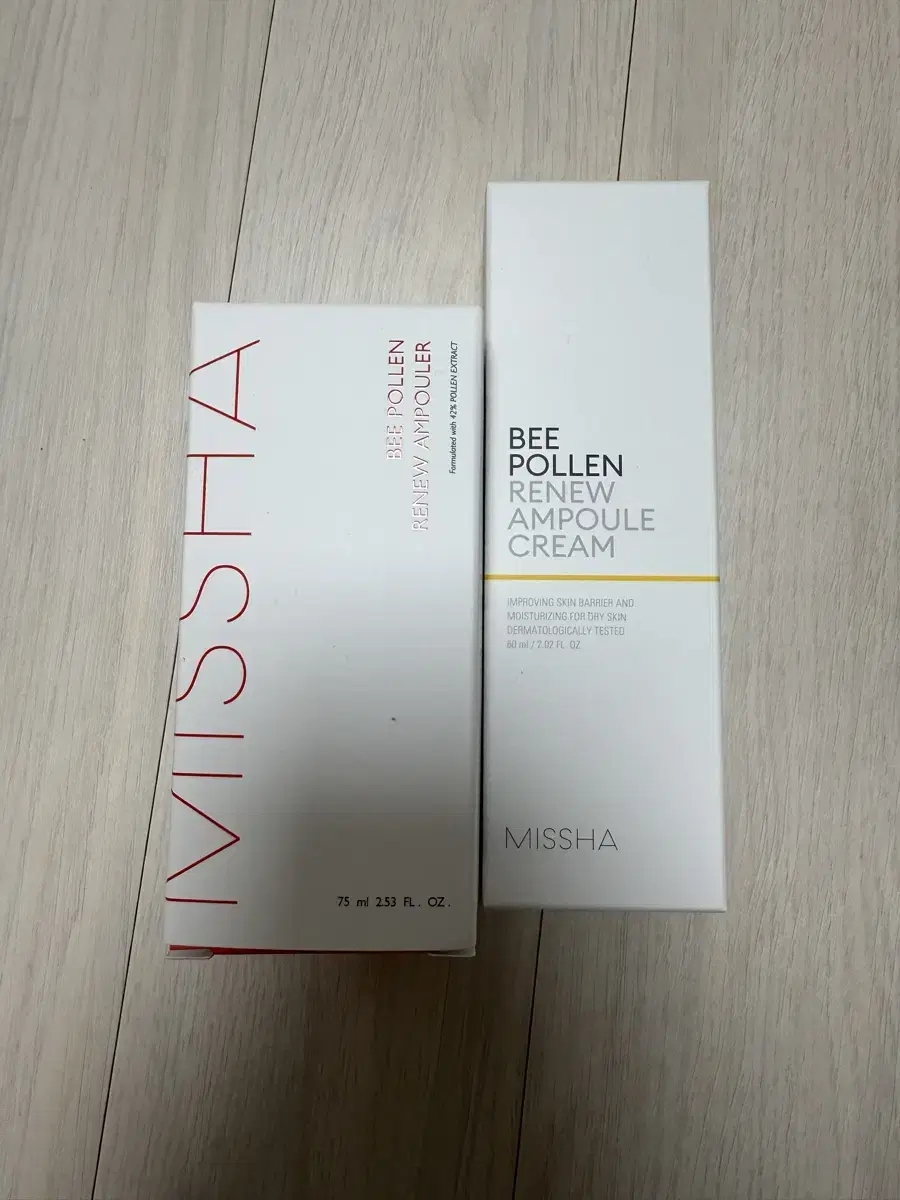 MISSHA
BEE POLLEN
RENEW AMPOULER
Formulated with 42% POLLEN EXTRACT
75 ml 2.53 FL. OZ.
BEE
POLLEN
RENEW
AMPOULE
CREAM
IMPROVING SKIN BARRIER AND
MOISTURIZING FOR DRY SKIN
DERMATOLOGICALLY TESTED
60 ml / 2.02 FL. OZ
MISSHA